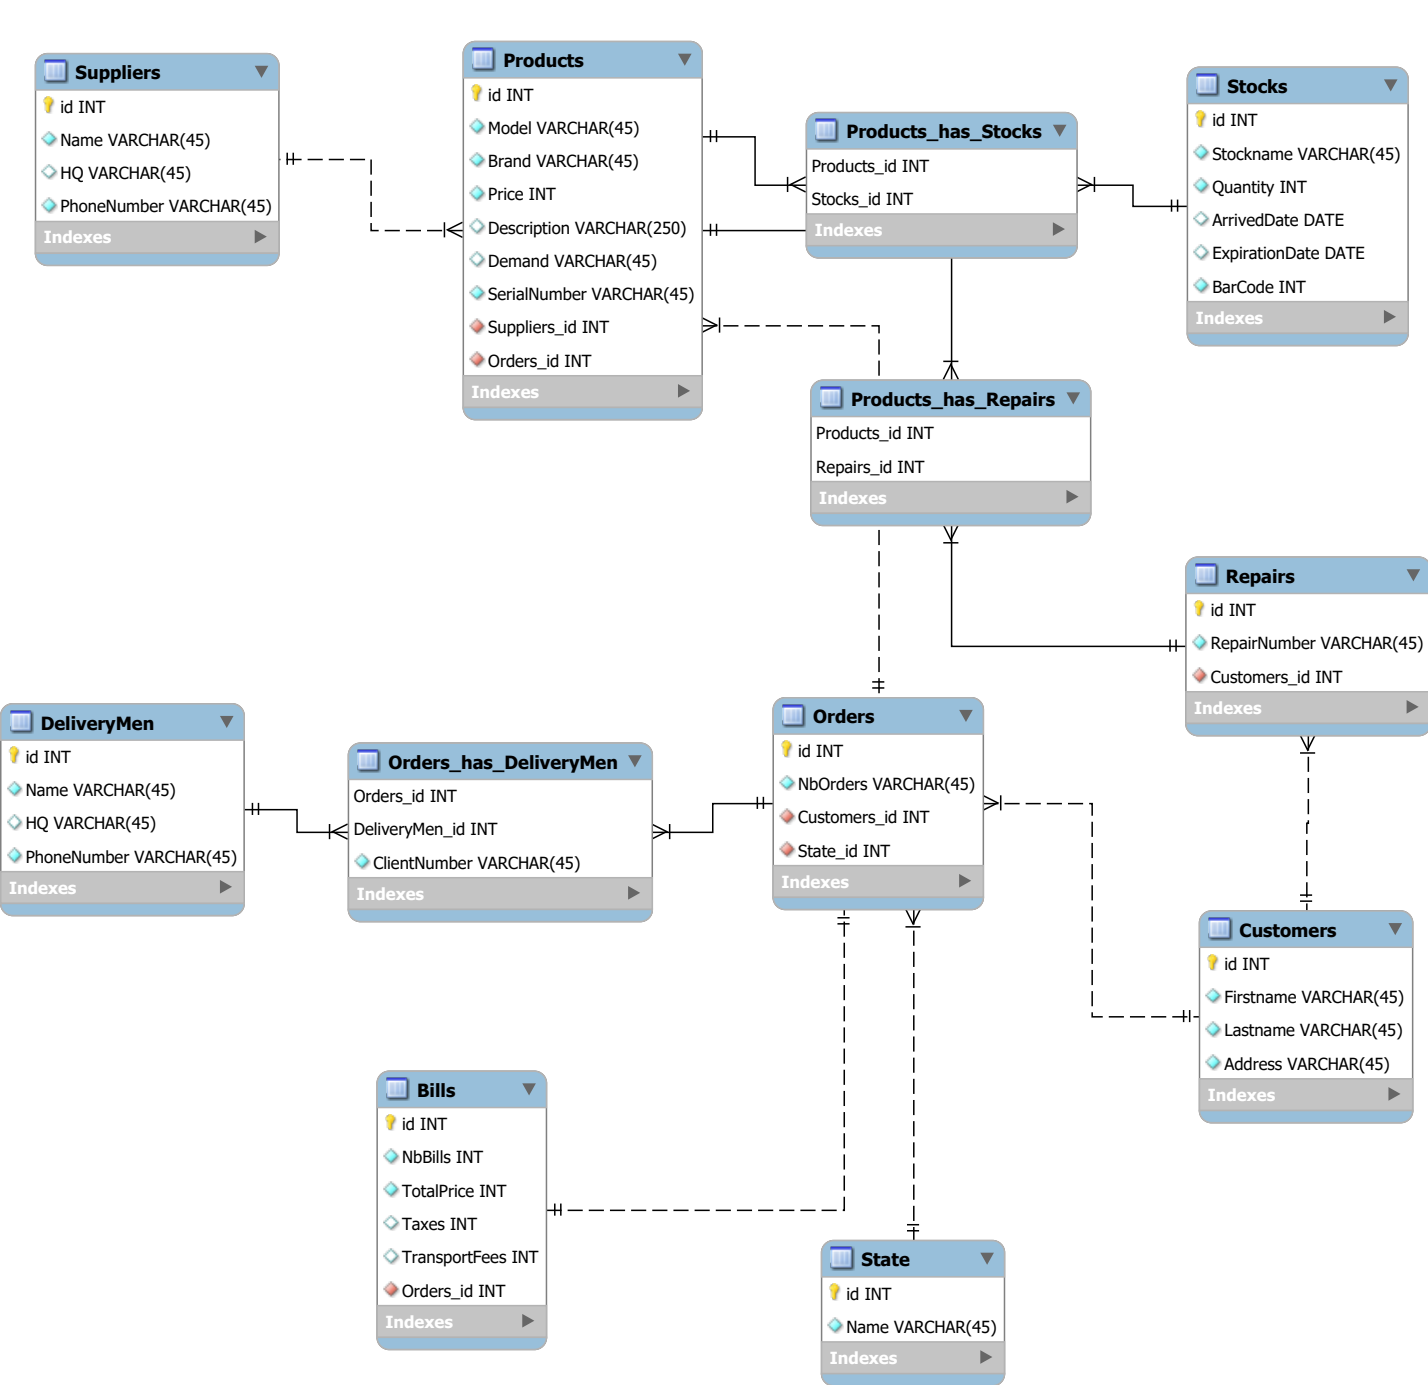 Suppliers
id INT
Name VARCHAR(45)
HQ VARCHAR(45)
PhoneNumber VARCHAR(45)
Indexes
Products
id INT
Model VARCHAR(45)
Brand VARCHAR(45)
Price INT
Description VARCHAR(250)
Demand VARCHAR(45)
SerialNumber VARCHAR(45)
Suppliers_id INT
Orders_id INT
Indexes
Products_has_Stocks
Products_id INT
Stocks_id INT
Indexes
Stocks
id INT
Stockname VARCHAR(45)
Quantity INT
ArrivedDate DATE
ExpirationDate DATE
BarCode INT
Indexes
Products_has_Repairs
Products_id INT
Repairs_id INT
Indexes
Repairs
id INT
RepairNumber VARCHAR(45)
Customers_id INT
Indexes
DeliveryMen
id INT
Name VARCHAR(45)
HQ VARCHAR(45)
PhoneNumber VARCHAR(45)
Indexes
Orders_has_DeliveryMen
Orders_id INT
DeliveryMen_id INT
ClientNumber VARCHAR(45)
Indexes
Orders
id INT
NbOrders VARCHAR(45)
Customers_id INT
State_id INT
Indexes
Customers
id INT
Firstname VARCHAR(45)
Lastname VARCHAR(45)
Address VARCHAR(45)
Indexes
Bills
id INT
NbBills INT
TotalPrice INT
Taxes INT
TransportFees INT
Orders_id INT
Indexes
State
id INT
Name VARCHAR(45)
Indexes